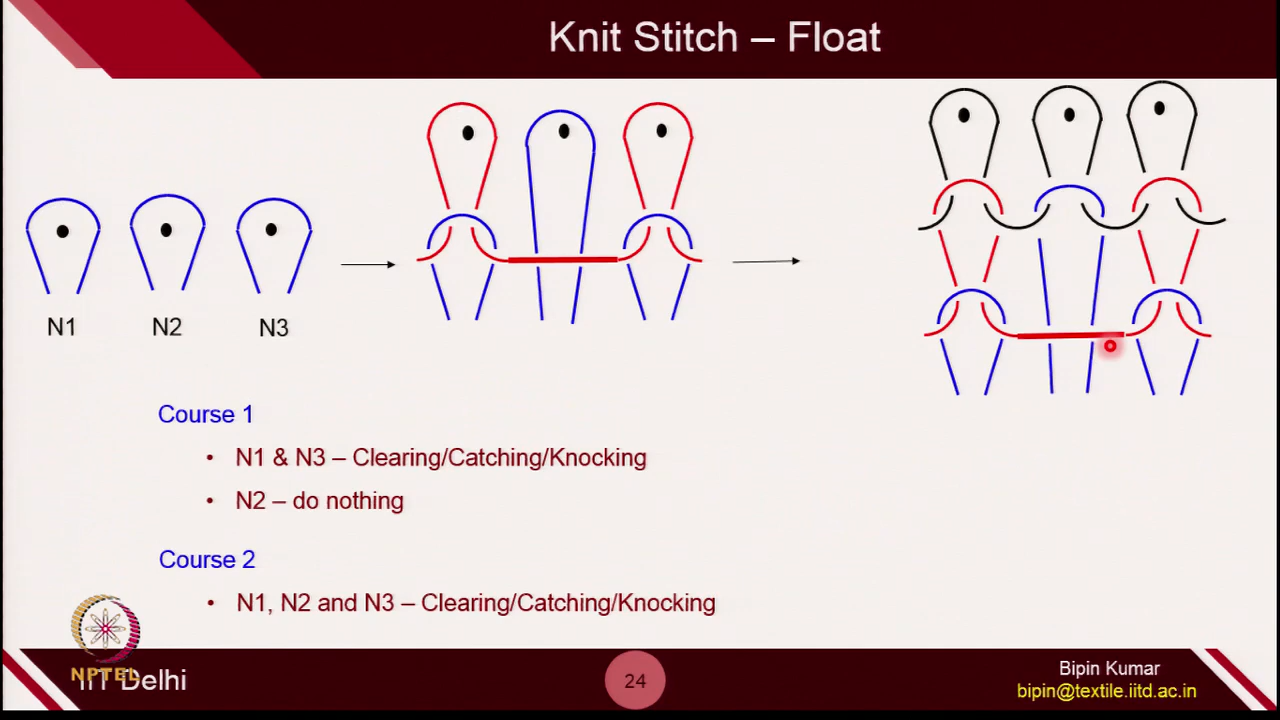 Knit Stitch – Float
N1 N2 N3
Course 1
• N1 & N3 – Clearing/Catching/Knocking
• N2 – do nothing
Course 2
• N1, N2 and N3 – Clearing/Catching/Knocking
NPTEL
IIT Delhi
24
Bipin Kumar
bipin@textile.iitd.ac.in